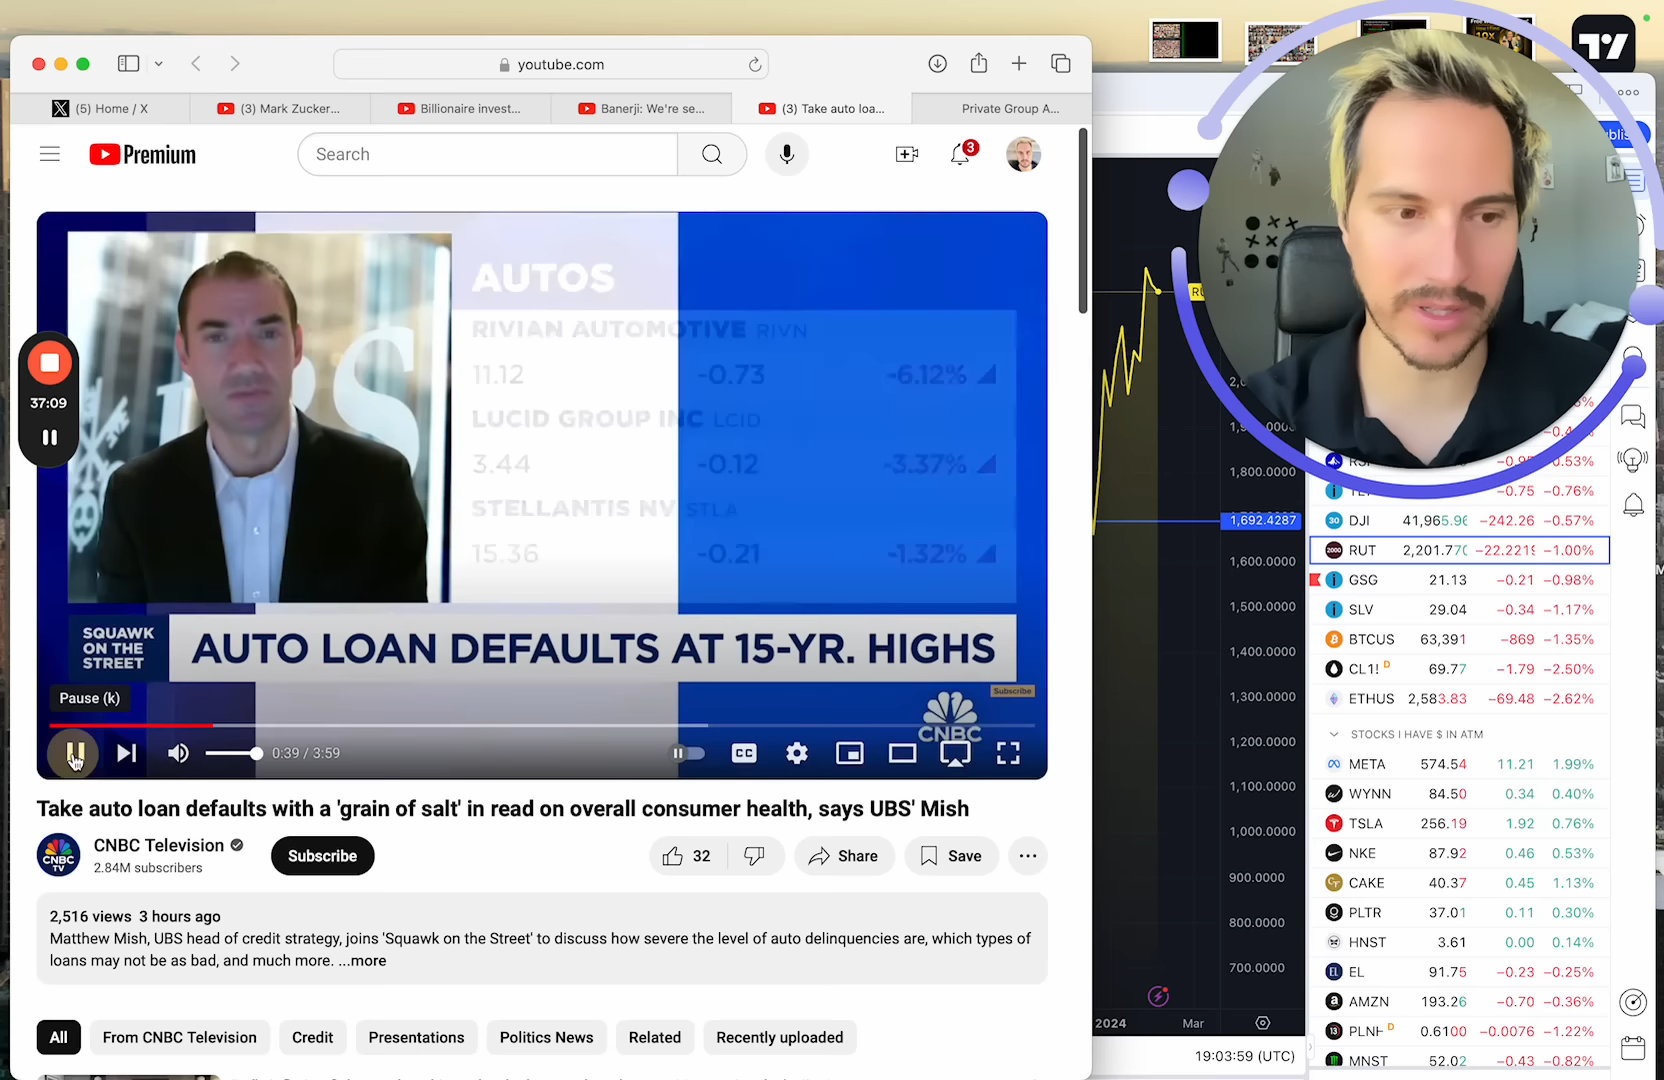 youtube.com
(5) Home / X
(3) Mark Zucker...
Billionaire invest...
Banerji: We're se...
(3) Take auto loa...
Private Group A...
Premium
Search
3
AUTOS
RIVIAN AUTOMOTIVE RIVN
11.12 -0.73 -6.12%
LUCID GROUP INC LCID
3.44 -0.12 -3.37%
STELLANTIS NV STLA
15.36 -0.21 -1.32%
37:09
SQUAWK
ON THE
STREET
AUTO LOAN DEFAULTS AT 15-YR. HIGHS
Pause (k)
Subscribe
CNBC
0:39 / 3:59
CC
Take auto loan defaults with a 'grain of salt' in read on overall consumer health, says UBS' Mish
CNBC
TV
CNBC Television
2.84M subscribers
Subscribe
32
Share
Save
2,516 views 3 hours ago
Matthew Mish, UBS head of credit strategy, joins 'Squawk on the Street' to discuss how severe the level of auto delinquencies are, which types of
loans may not be as bad, and much more. ...more
All
From CNBC Television
Credit
Presentations
Politics News
Related
Recently uploaded
1,800.0000
1,692.4287
1,600.0000
1,500.0000
1,400.0000
1,300.0000
1,200.0000
1,100.0000
1,000.0000
900.0000
800.0000
700.0000
2024
Mar
19:03:59 (UTC)
−0.53%
−0.75 −0.76%
DJI 41,965.96 −242.26 −0.57%
RUT 2,201.770 −22.2219 −1.00%
GSG 21.13 −0.21 −0.98%
SLV 29.04 −0.34 −1.17%
BTCUS 63,391 −869 −1.35%
CL1! D 69.77 −1.79 −2.50%
ETHUS 2,583.83 −69.48 −2.62%
STOCKS I HAVE $ IN ATM
META 574.54 11.21 1.99%
WYNN 84.50 0.34 0.40%
TSLA 256.19 1.92 0.76%
NKE 87.92 0.46 0.53%
CAKE 40.37 0.45 1.13%
PLTR 37.01 0.11 0.30%
HNST 3.61 0.00 0.14%
EL 91.75 −0.23 −0.25%
AMZN 193.26 −0.70 −0.36%
PLNH D 0.6100 −0.0076 −1.22%
MNST 52.02 −0.43 −0.82%